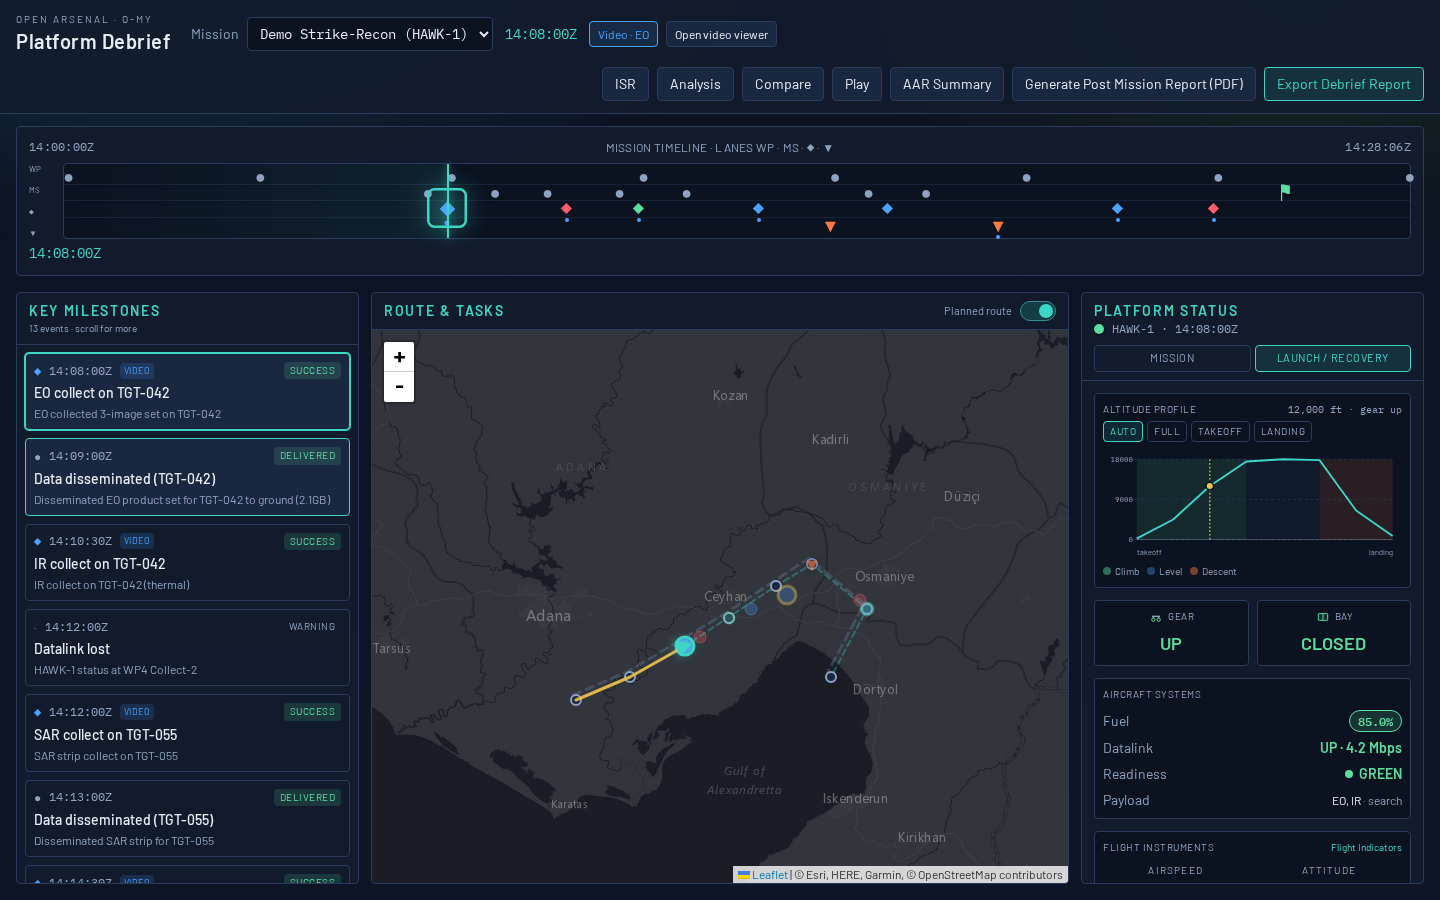 OPEN ARSENAL · O-MY
Platform Debrief
Mission
Demo Strike-Recon (HAWK-1)
14:08:00Z
Video · EO
Open video viewer
ISR
Analysis
Compare
Play
AAR Summary
Generate Post Mission Report (PDF)
Export Debrief Report
14:00:00Z
MISSION TIMELINE · LANES WP · MS · ◆ · ▼
14:28:06Z
WP
MS
◆
▼
14:08:00Z
KEY MILESTONES
13 events · scroll for more
◆ 14:08:00Z VIDEO SUCCESS
EO collect on TGT-042
EO collected 3-image set on TGT-042
● 14:09:00Z DELIVERED
Data disseminated (TGT-042)
Disseminated EO product set for TGT-042 to ground (2.1GB)
◆ 14:10:30Z VIDEO SUCCESS
IR collect on TGT-042
IR collect on TGT-042 (thermal)
· 14:12:00Z WARNING
Datalink lost
HAWK-1 status at WP4 Collect-2
◆ 14:12:00Z VIDEO SUCCESS
SAR collect on TGT-055
SAR strip collect on TGT-055
● 14:13:00Z DELIVERED
Data disseminated (TGT-055)
Disseminated SAR strip for TGT-055
◆ 14:14:30Z VIDEO SUCCESS
ROUTE & TASKS
Planned route
+
-
Kozan
Kadirli
ADANA
OSMANIYE
Düziçi
Osmaniye
Ceyhan
Adana
Tarsus
Dörtyol
Gulf of
Alexandretta
Karatas
Iskenderun
Kirikhan
Leaflet | © Esri, HERE, Garmin, © OpenStreetMap contributors
PLATFORM STATUS
HAWK-1 · 14:08:00Z
MISSION
LAUNCH / RECOVERY
ALTITUDE PROFILE
12,000 ft · gear up
AUTO
FULL
TAKEOFF
LANDING
18000
9000
0
takeoff
landing
Climb
Level
Descent
GEAR
UP
BAY
CLOSED
AIRCRAFT SYSTEMS
Fuel 85.0%
Datalink UP · 4.2 Mbps
Readiness GREEN
Payload EO, IR · search
FLIGHT INSTRUMENTS
Flight Indicators
AIRSPEED
ATTITUDE